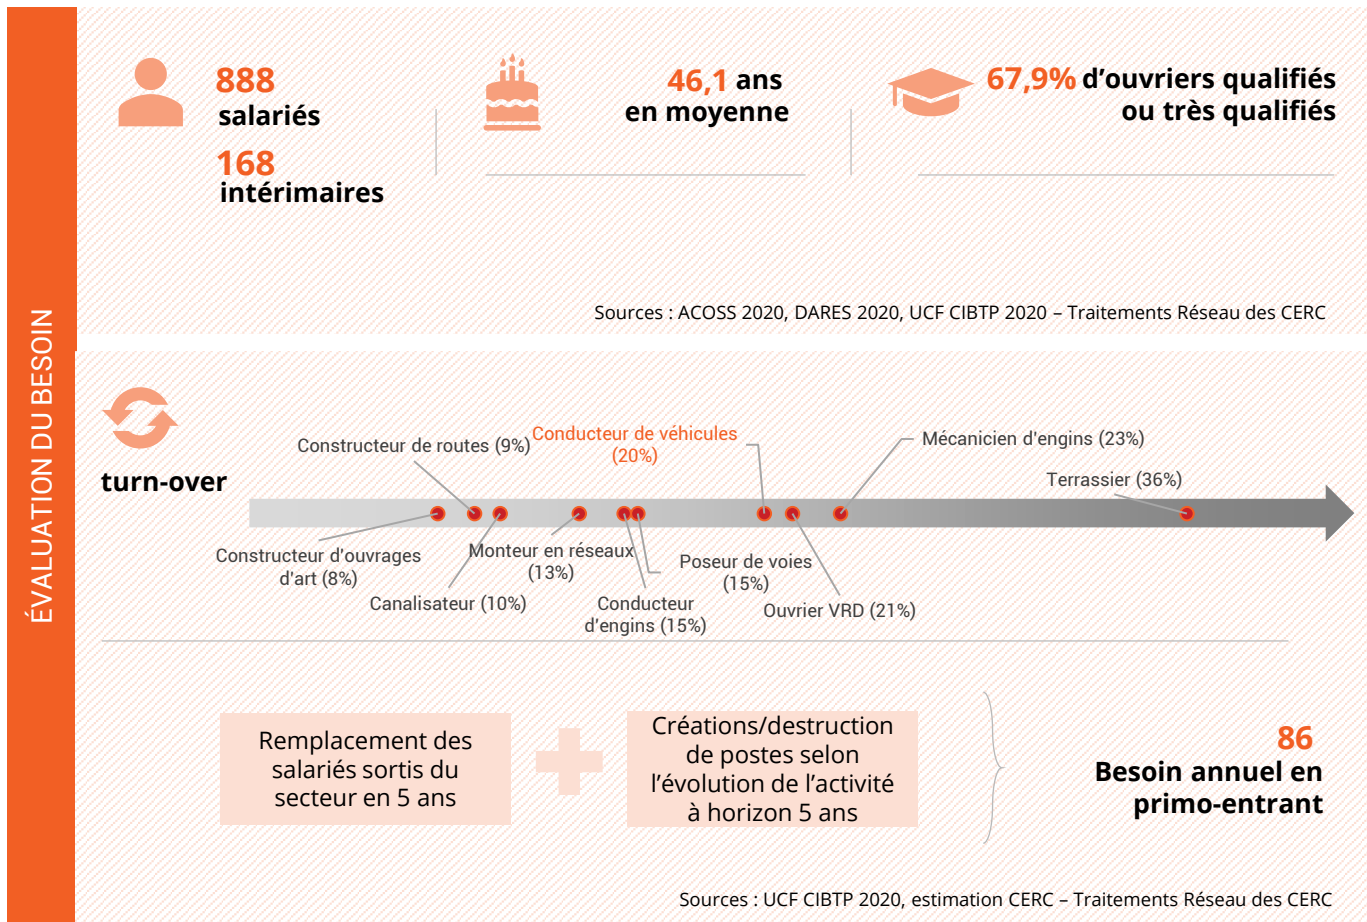 ÉVALUATION DU BESOIN
888
salariés
168
intérimaires
46,1 ans
en moyenne
67,9% d'ouvriers qualifiés
ou très qualifiés
Sources : ACOSS 2020, DARES 2020, UCF CIBTP 2020 – Traitements Réseau des CERC
turn-over
Constructeur de routes (9%)
Conducteur de véhicules
(20%)
Mécanicien d'engins (23%)
Terrassier (36%)
Constructeur d'ouvrages
d'art (8%)
Canalisateur (10%)
Monteur en réseaux
(13%)
Conducteur
d'engins (15%)
Poseur de voies
(15%)
Ouvrier VRD (21%)
Remplacement des
salariés sortis du
secteur en 5 ans
Créations/destruction
de postes selon
l'évolution de l'activité
à horizon 5 ans
86
Besoin annuel en
primo-entrant
Sources : UCF CIBTP 2020, estimation CERC – Traitements Réseau des CERC